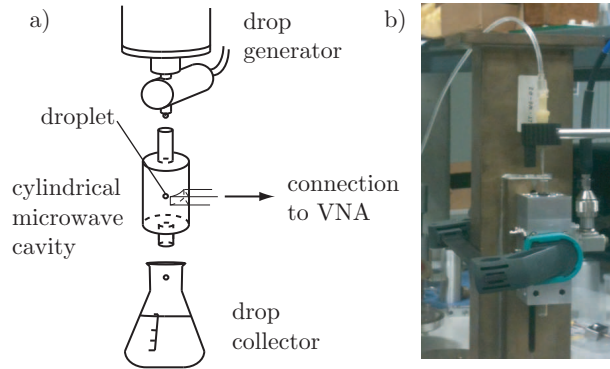 a)
drop
generator
droplet
cylindrical
microwave
cavity
connection
to VNA
drop
collector
b)